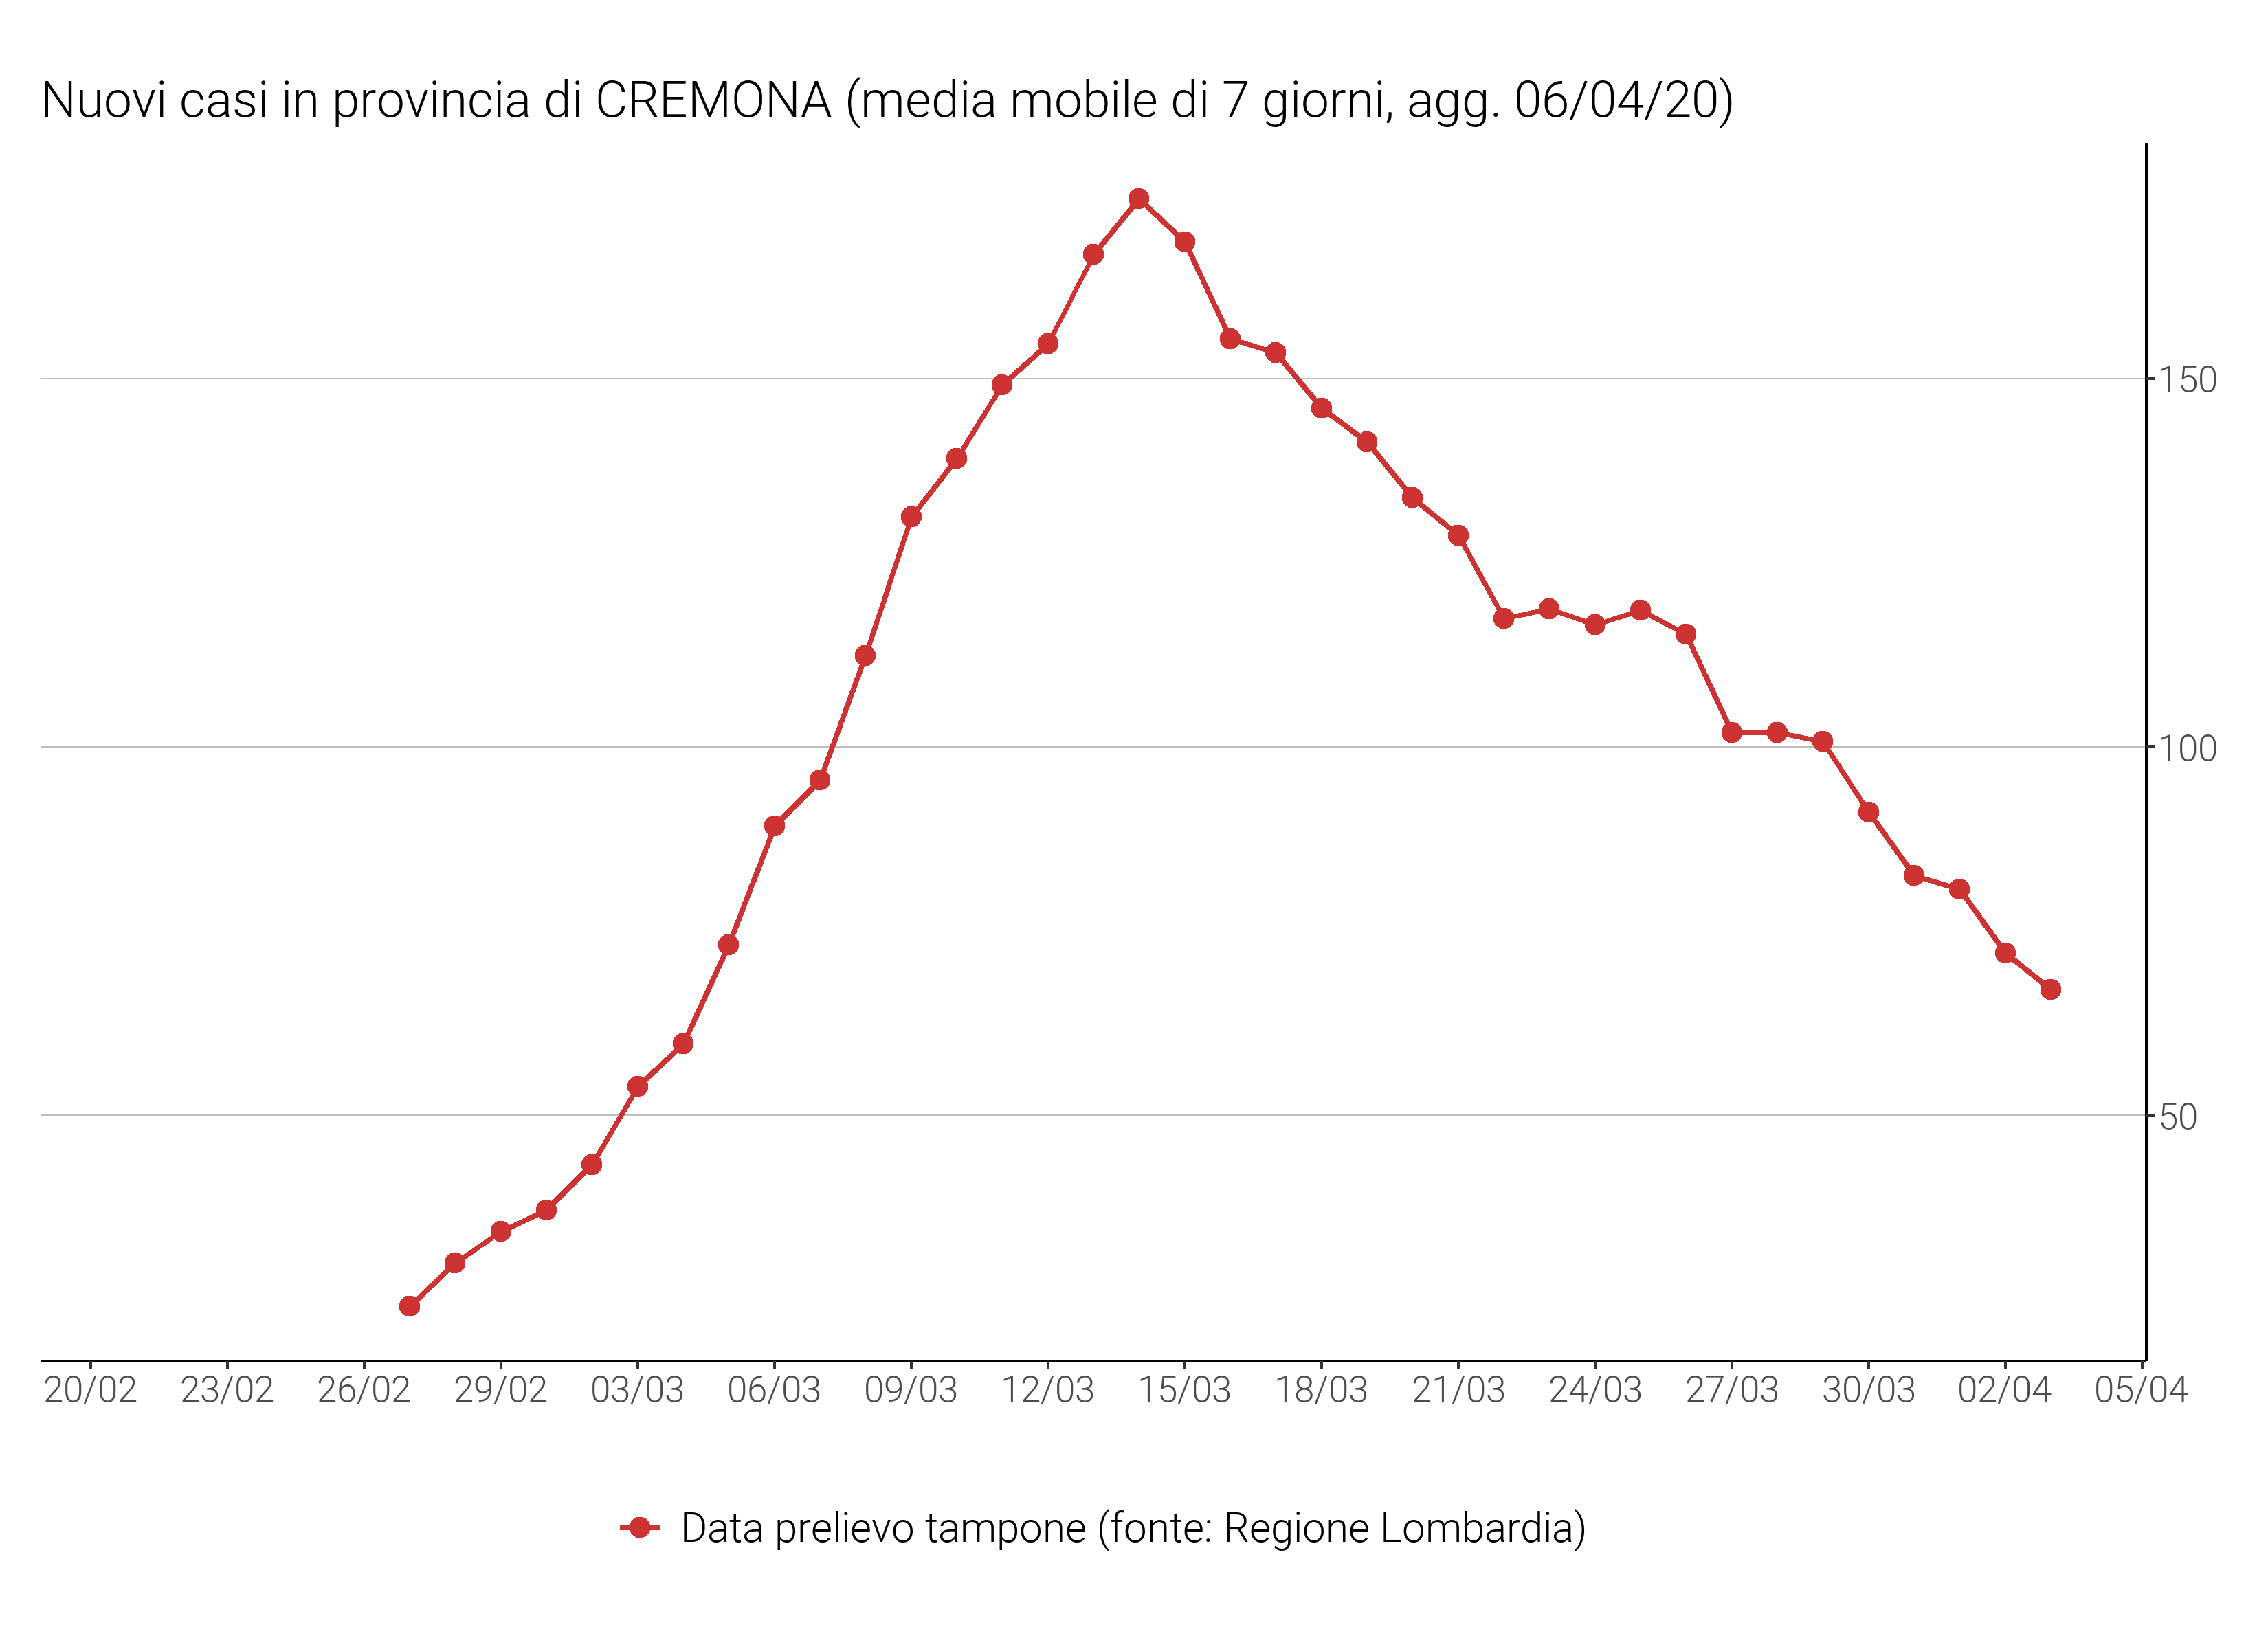 Nuovi casi in provincia di CREMONA (media mobile di 7 giorni, agg. 06/04/20)
150
100
50
20/02 23/02 26/02 29/02 03/03 06/03 09/03 12/03 15/03 18/03 21/03 24/03 27/03 30/03 02/04 05/04
Data prelievo tampone (fonte: Regione Lombardia)